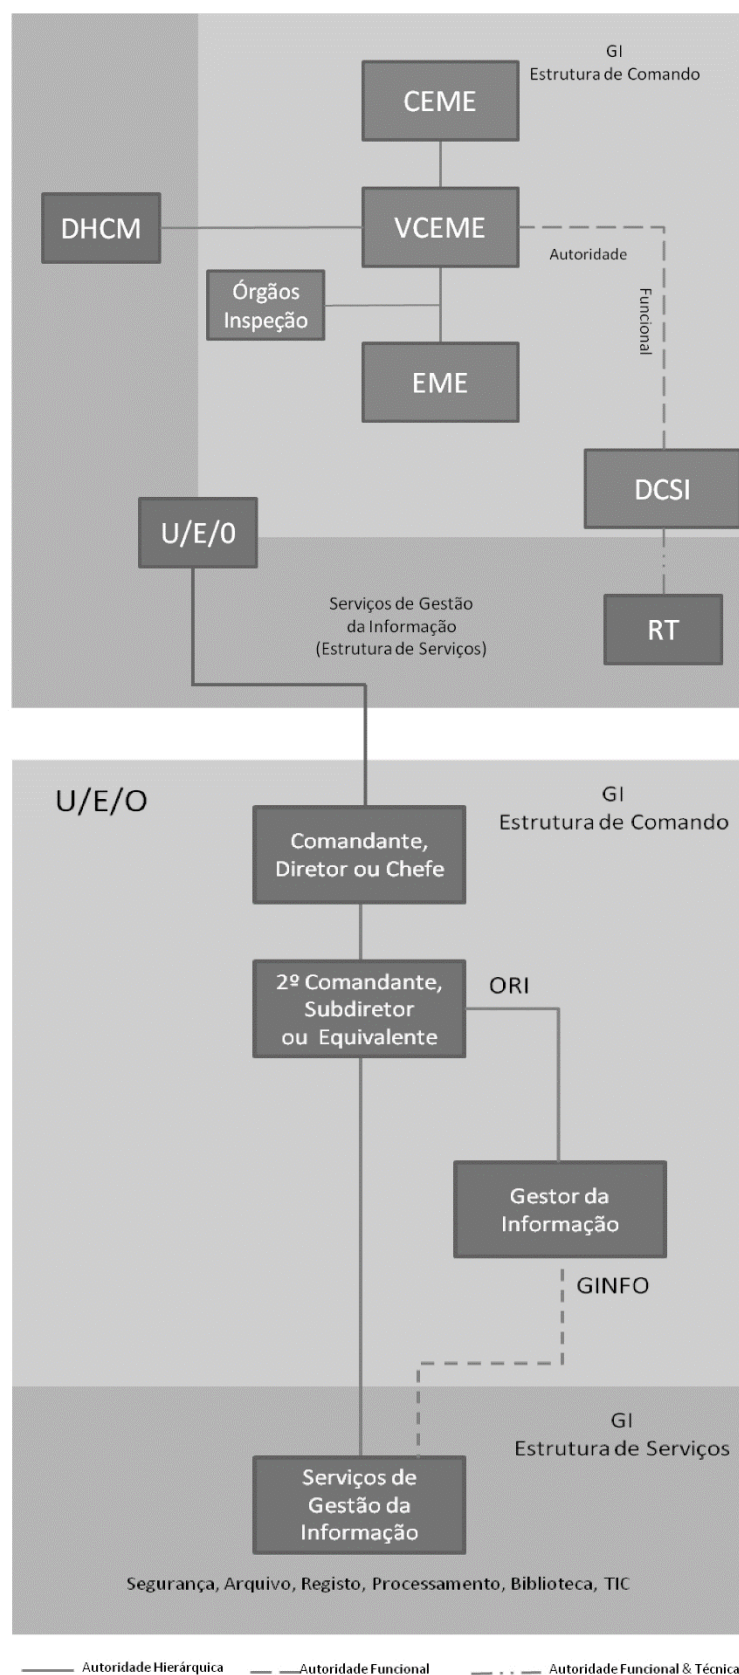 GI
Estrutura de Comando
CEME
DHCM
VCEME
Autoridade
Funcional
Órgãos
Inspeção
EME
DCSI
U/E/0
Serviços de Gestão
da Informação
(Estrutura de Serviços)
RT
U/E/O
GI
Estrutura de Comando
Comandante,
Diretor ou Chefe
2º Comandante,
Subdiretor
ou Equivalente
ORI
Gestor da
Informação
GINFO
GI
Estrutura de Serviços
Serviços de
Gestão da
Informação
Segurança, Arquivo, Registo, Processamento, Biblioteca, TIC
Autoridade Hierárquica
Autoridade Funcional
Autoridade Funcional & Técnica